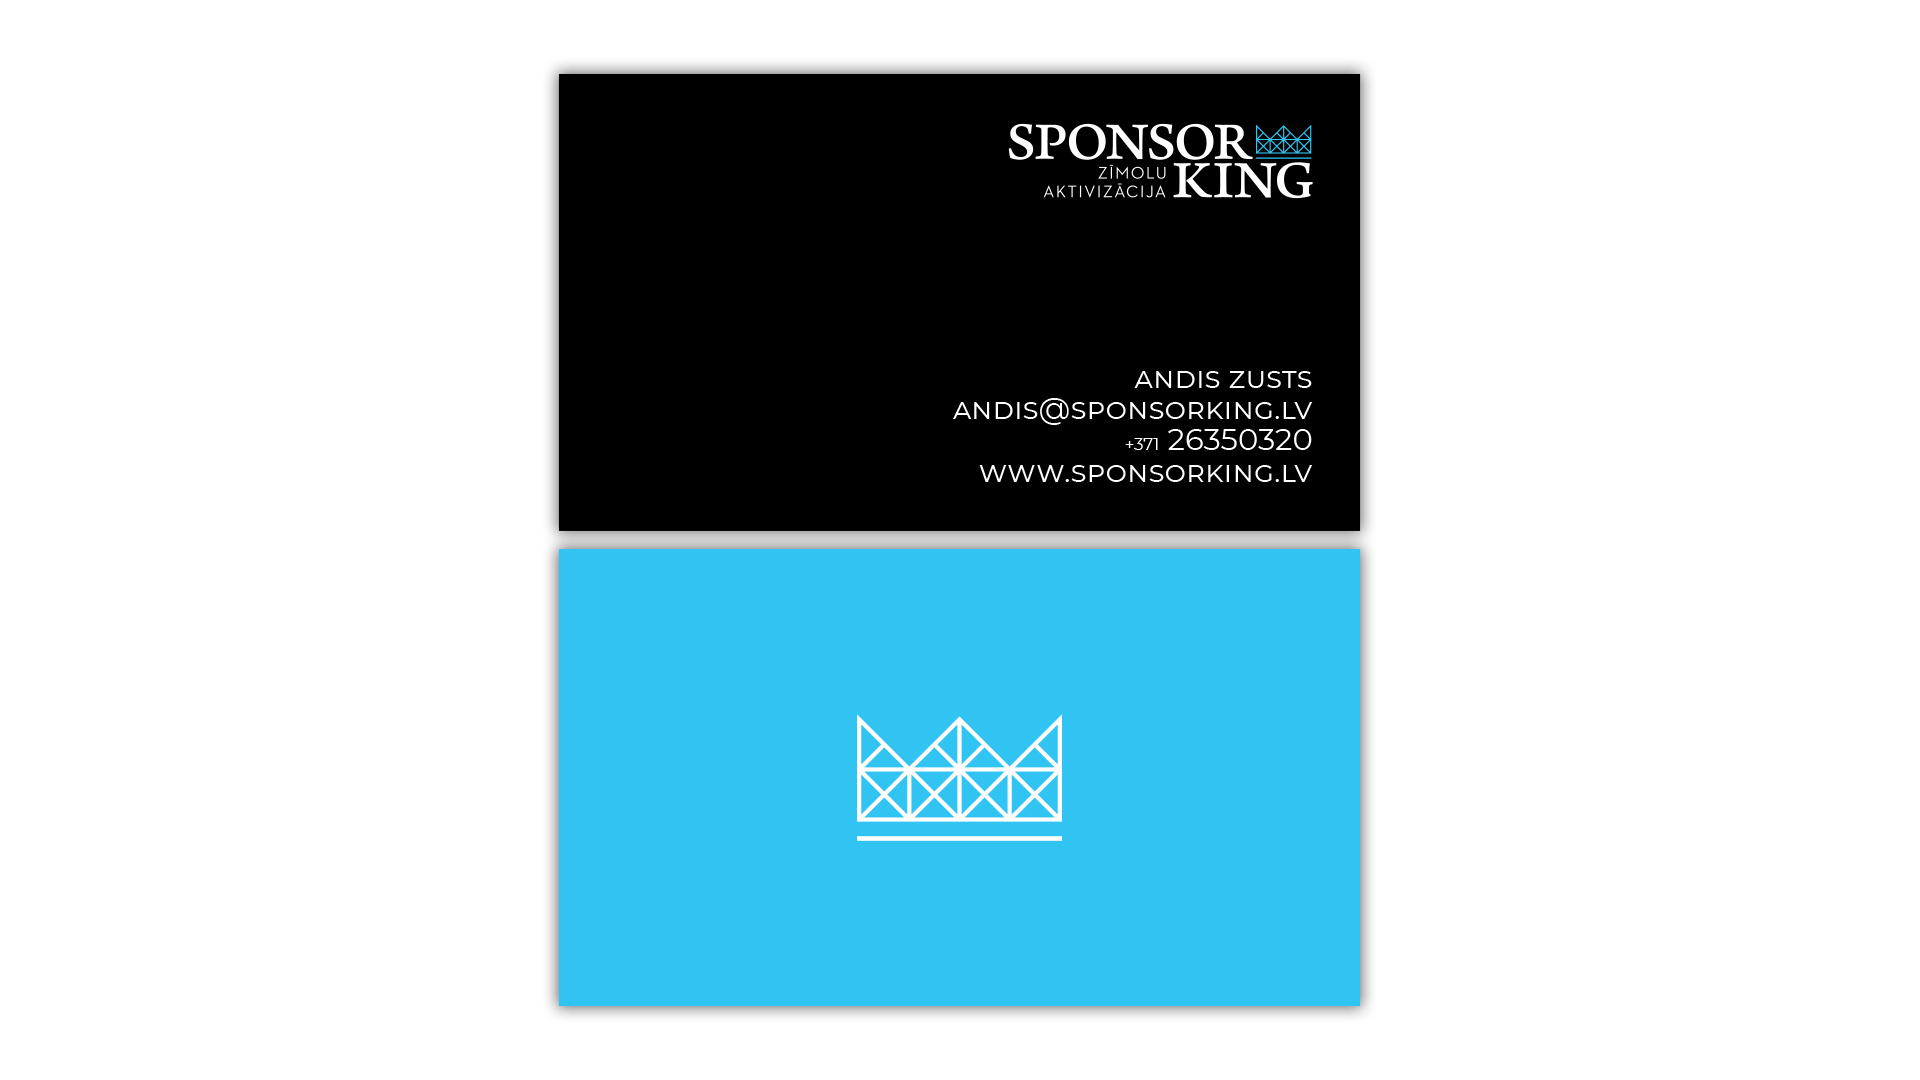 SPONSOR
ZĪMOLU
AKTIVIZĀCIJA KING
ANDIS ZUSTS
ANDIS@SPONSORKING.LV
+371 26350320
WWW.SPONSORKING.LV